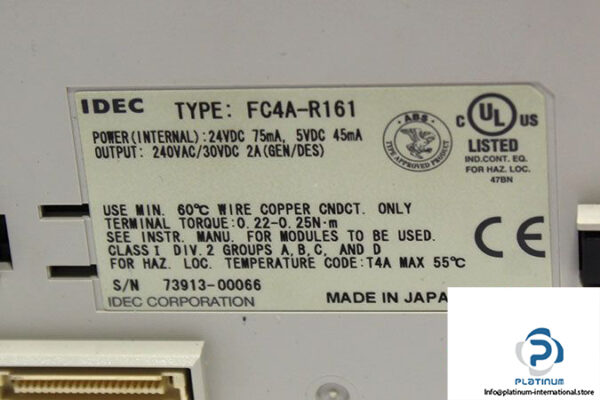 IDEC TYPE: FC4A-R161
POWER(INTERNAL):24VDC 75mA, 5VDC 45mA
OUTPUT: 240VAC/30VDC 2A(GEN/DES)
ABS
TYPE APPROVED PRODUCT
C UL US
LISTED
IND.CONT. EQ.
FOR HAZ. LOC.
47BN
USE MIN. 60℃ WIRE COPPER CNDCT. ONLY
TERMINAL TORQUE:0.22-0.25N·m
SEE INSTR. MANU. FOR MODULES TO BE USED.
CLASS I DIV.2 GROUPS A,B,C, AND D
FOR HAZ. LOC. TEMPERATURE CODE:T4A MAX 55℃
CE
S/N 73913-00066
IDEC CORPORATION MADE IN JAPA
PLATINUM
Info@platinum-international.store